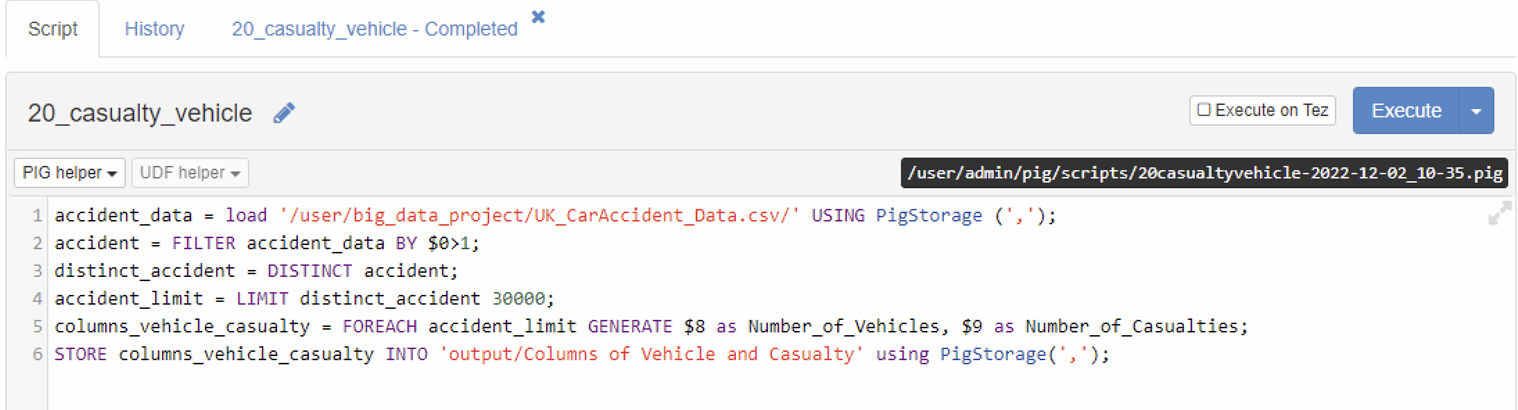 Script History 20_casualty_vehicle - Completed ✖
20_casualty_vehicle Execute on Tez Execute
PIG helper UDF helper /user/admin/pig/scripts/20casualtyvehicle-2022-12-02_10-35.pig
1 accident_data = load '/user/big_data_project/UK_CarAccident_Data.csv/' USING PigStorage (',');
2 accident = FILTER accident_data BY $0>1;
3 distinct_accident = DISTINCT accident;
4 accident_limit = LIMIT distinct_accident 30000;
5 columns_vehicle_casualty = FOREACH accident_limit GENERATE $8 as Number_of_Vehicles, $9 as Number_of_Casualties;
6 STORE columns_vehicle_casualty INTO 'output/Columns of Vehicle and Casualty' using PigStorage(',');